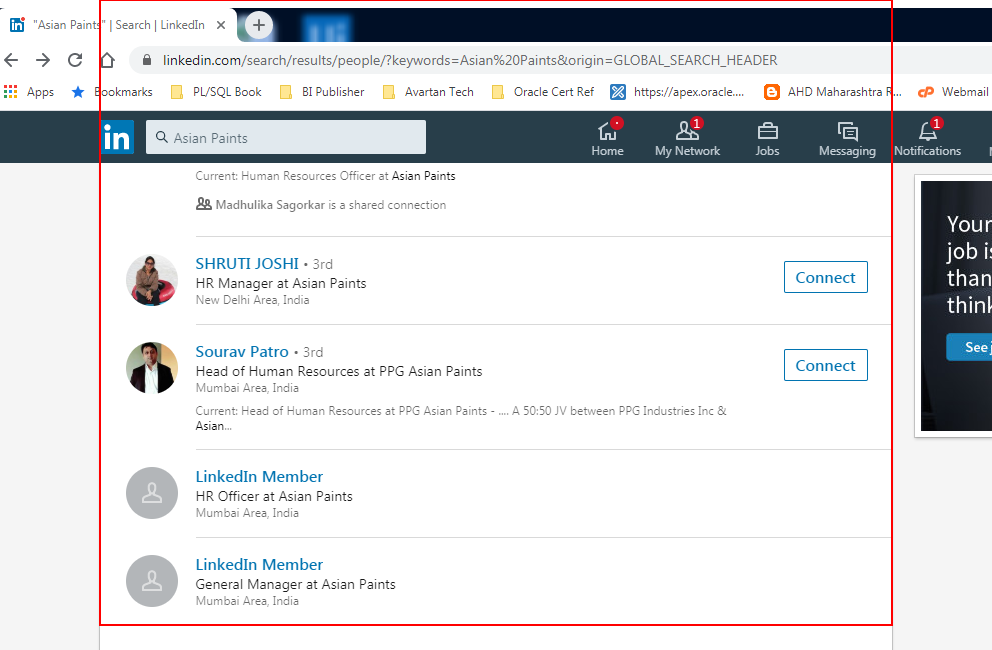 "Asian Paints" | Search | LinkedIn
linkedin.com/search/results/people/?keywords=Asian%20Paints&origin=GLOBAL_SEARCH_HEADER
Apps Bookmarks PL/SQL Book BI Publisher Avartan Tech Oracle Cert Ref https://apex.oracle.... AHD Maharashtra R... Webmail
in Asian Paints Home 1 My Network Jobs Messaging 1 Notifications
Current: Human Resources Officer at Asian Paints
Madhulika Sagorkar is a shared connection
SHRUTI JOSHI • 3rd
HR Manager at Asian Paints
New Delhi Area, India
Connect
Sourav Patro • 3rd
Head of Human Resources at PPG Asian Paints
Mumbai Area, India
Connect
Current: Head of Human Resources at PPG Asian Paints - .... A 50:50 JV between PPG Industries Inc &
Asian...
LinkedIn Member
HR Officer at Asian Paints
Mumbai Area, India
LinkedIn Member
General Manager at Asian Paints
Mumbai Area, India
Your
job is
than
think
See j